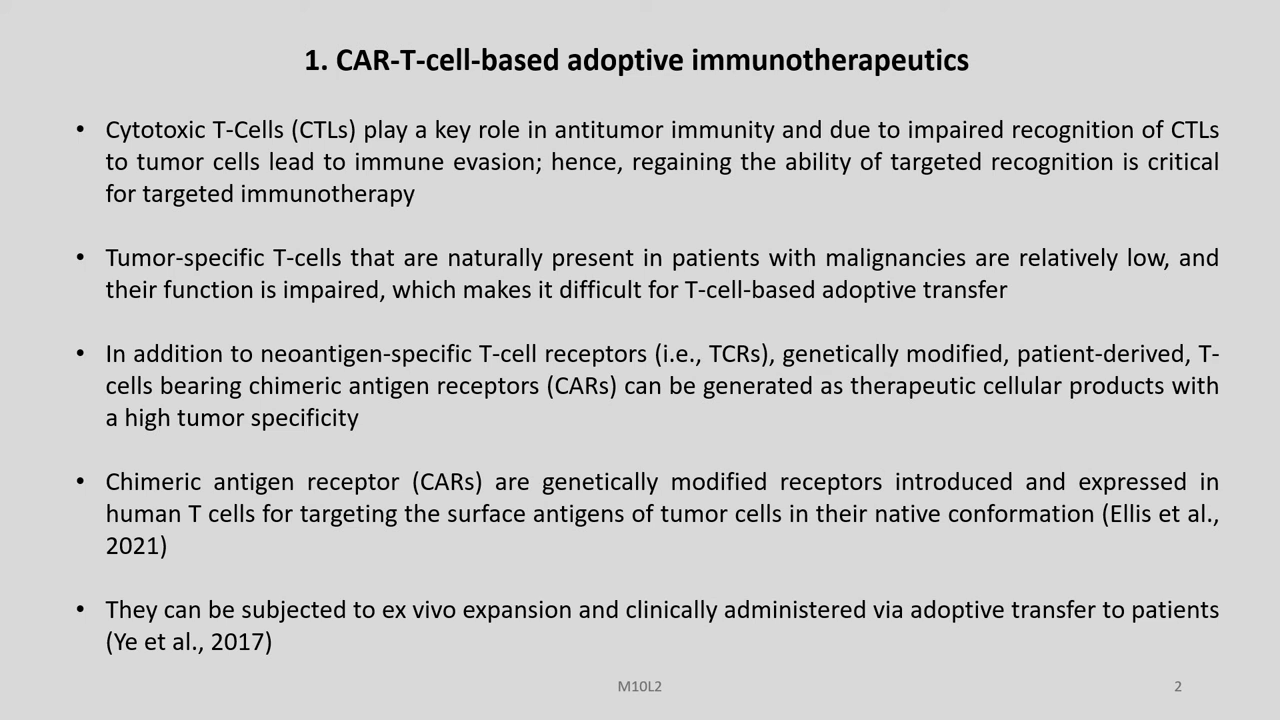 1. CAR-T-cell-based adoptive immunotherapeutics
• Cytotoxic T-Cells (CTLs) play a key role in antitumor immunity and due to impaired recognition of CTLs
to tumor cells lead to immune evasion; hence, regaining the ability of targeted recognition is critical
for targeted immunotherapy
• Tumor-specific T-cells that are naturally present in patients with malignancies are relatively low, and
their function is impaired, which makes it difficult for T-cell-based adoptive transfer
• In addition to neoantigen-specific T-cell receptors (i.e., TCRs), genetically modified, patient-derived, T-
cells bearing chimeric antigen receptors (CARs) can be generated as therapeutic cellular products with
a high tumor specificity
• Chimeric antigen receptor (CARs) are genetically modified receptors introduced and expressed in
human T cells for targeting the surface antigens of tumor cells in their native conformation (Ellis et al.,
2021)
• They can be subjected to ex vivo expansion and clinically administered via adoptive transfer to patients
(Ye et al., 2017)
M10L2
2